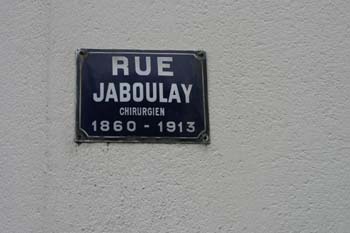 RUE
JABOULAY
CHIRURGIEN
1860 - 1913